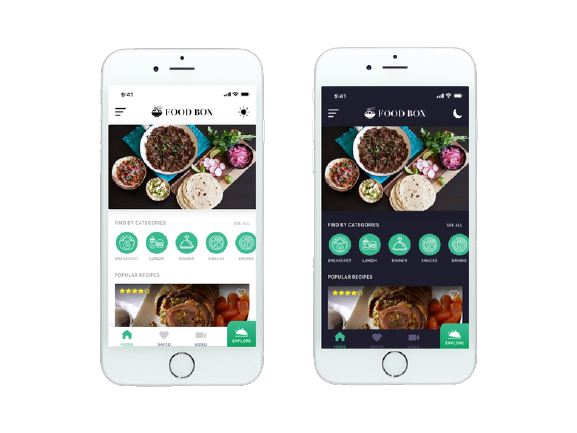 9:41
FOOD BOX
FIND BY CATEGORIES
SEE ALL
BREAKFAST LUNCH DINNER SNACKS DRINKS
POPULAR RECIPES
HOME SAVED VIDEO EXPLORE
9:41
FOOD BOX
FIND BY CATEGORIES
SEE ALL
BREAKFAST LUNCH DINNER SNACKS DRINKS
POPULAR RECIPES
HOME SAVED VIDEO EXPLORE